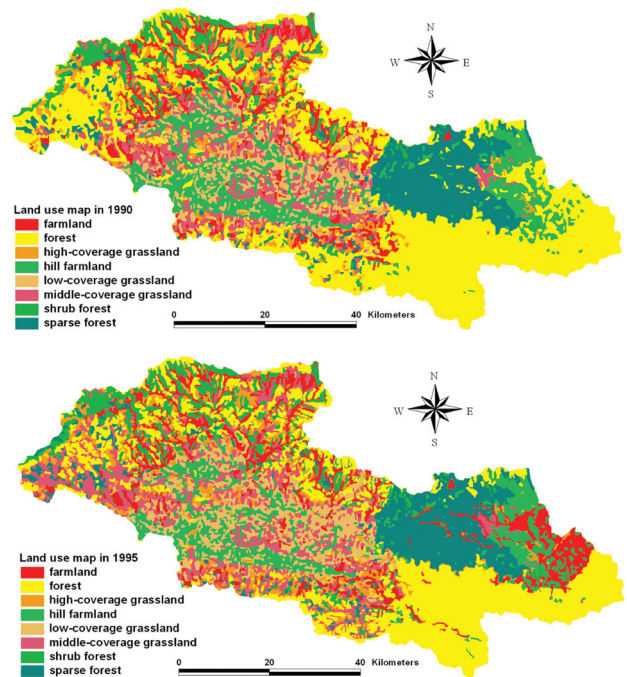 N
W E
S
Land use map in 1990
farmland
forest
high-coverage grassland
hill farmland
low-coverage grassland
middle-coverage grassland
shrub forest
sparse forest
0 20 40 Kilometers
N
W E
S
Land use map in 1995
farmland
forest
high-coverage grassland
hill farmland
low-coverage grassland
middle-coverage grassland
shrub forest
sparse forest
0 20 40 Kilometers